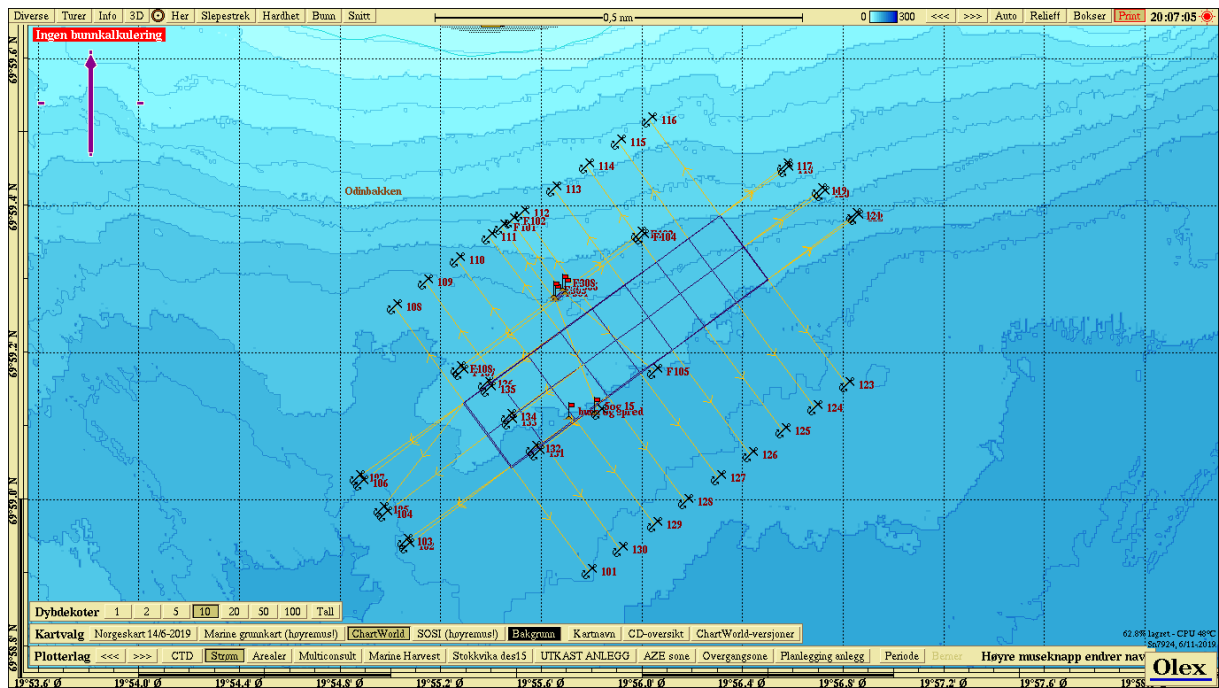 Diverse Turer Info 3D Her Slepestrek Hardhet Bunn Snitt 0,5 nm 0 300 <<< >>> Auto Relieff Bokser Print 20:07:05
Ingen bunnkalkulering
69°59.6' N
116
115
114
117
Odinbakken
113
119
112
F102
F101
121
111
F104
110
109
F308
108
69°59.4' N
69°59.2' N
F108
F105
135
123
Soc 15
134
133
124
125
132
131
126
107
106
127
128
104
69°59.0' N
129
103
130
101
Dybdekoter 1 2 5 10 20 50 100 Tall
Kartvalg Norgeskart 14/6-2019 Marine grunnkart (høyremus!) ChartWorld SOSI (høyremus!) Bakgrunn Kartnavn CD-oversikt ChartWorld-versjoner
62.8% lagret - CPU 48°C
Sn7924, 6/11-2019
69°58.8' N
Plotterlag <<< >>> CTD Strøm Arealer Multiconsult Marine Harvest Stokkvika des15 UTKAST ANLEGG AZE sone Overgangsone Planlegging anlegg Periode Bemer Høyre museknapp endrer nav
Olex
19°53.6 Ø 19°54.0 Ø 19°54.4 Ø 19°54.8 Ø 19°55.2 Ø 19°55.6 Ø 19°56.0 Ø 19°56.4 Ø 19°56.8 Ø 19°57.2 Ø 19°57.6 Ø 19°58